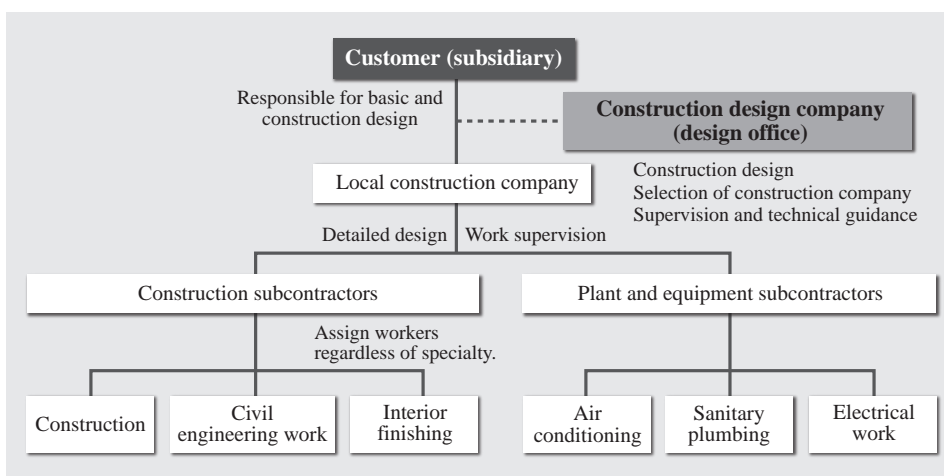 Customer (subsidiary)
Responsible for basic and
construction design
Construction design company
(design office)
Construction design
Selection of construction company
Supervision and technical guidance
Local construction company
Detailed design
Work supervision
Construction subcontractors
Plant and equipment subcontractors
Assign workers
regardless of specialty.
Construction
Civil
engineering work
Interior
finishing
Air
conditioning
Sanitary
plumbing
Electrical
work